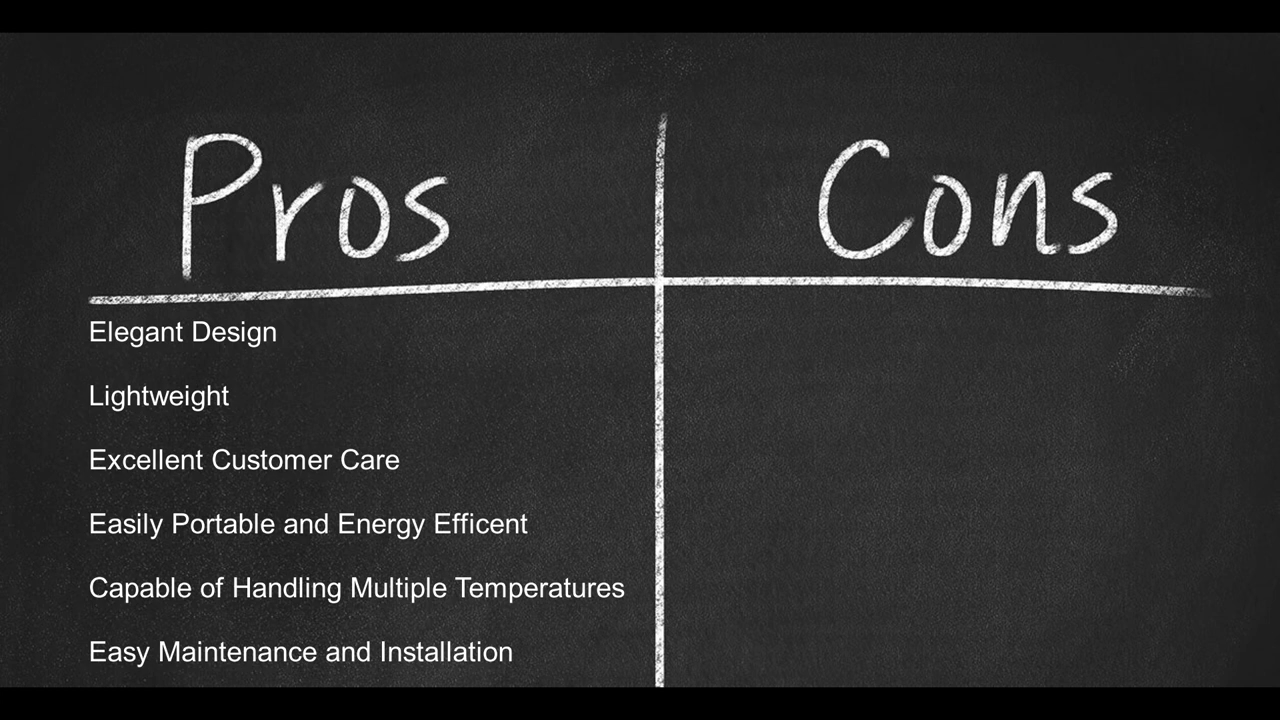 Pros
Cons
Elegant Design
Lightweight
Excellent Customer Care
Easily Portable and Energy Efficent
Capable of Handling Multiple Temperatures
Easy Maintenance and Installation